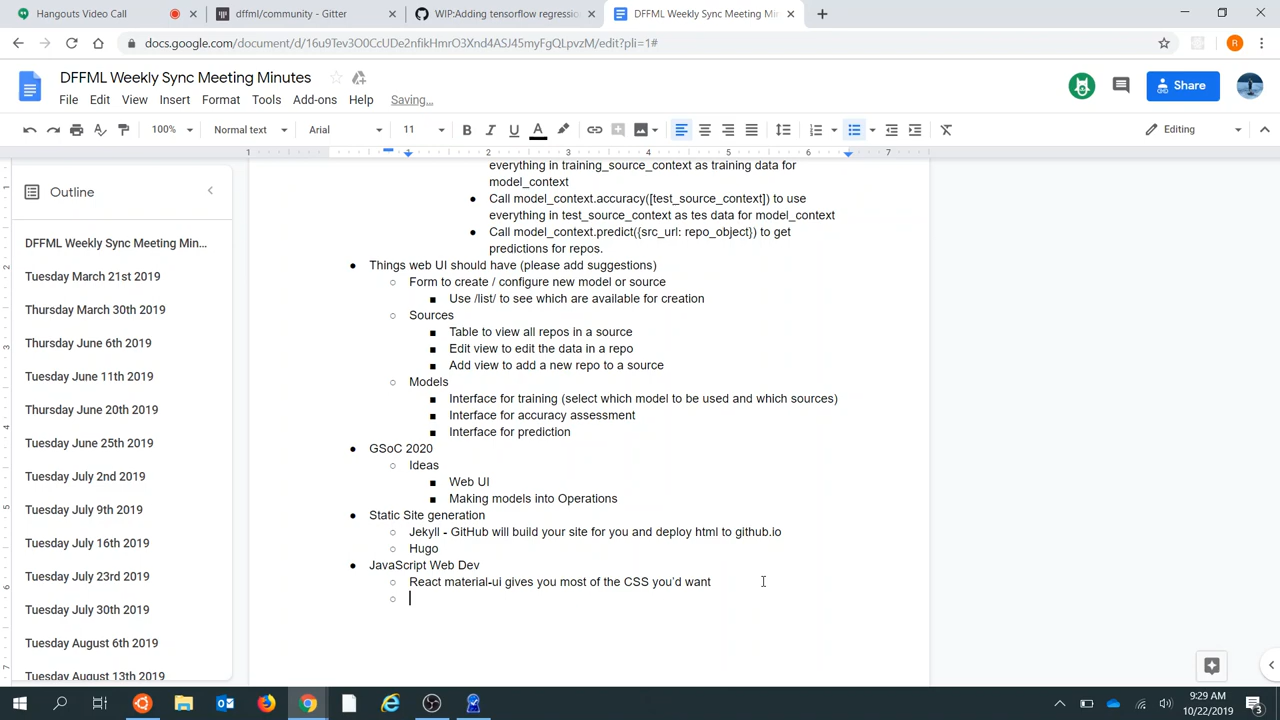 Hangouts Video Call
dffml/community - Gitter
WIP:Adding tensorflow regressio
DFFML Weekly Sync Meeting Min
docs.google.com/document/d/16u9Tev3O0CcUDe2nfikHmrO3Xnd4ASJ45myFgQLpvzM/edit?pli=1#
R
DFFML Weekly Sync Meeting Minutes
File Edit View Insert Format Tools Add-ons Help Saving...
Share
100% Normal text Arial 11 B I U A Editing
1 2 3 4 5 6 7
Outline
DFFML Weekly Sync Meeting Min...
Tuesday March 21st 2019
Thursday March 30th 2019
Thursday June 6th 2019
Tuesday June 11th 2019
Thursday June 20th 2019
Tuesday June 25th 2019
Tuesday July 2nd 2019
Tuesday July 9th 2019
Tuesday July 16th 2019
Tuesday July 23rd 2019
Tuesday July 30th 2019
Tuesday August 6th 2019
Tuesday August 13th 2019
everything in training_source_context as training data for
model_context
● Call model_context.accuracy([test_source_context]) to use
everything in test_source_context as tes data for model_context
● Call model_context.predict({src_url: repo_object}) to get
predictions for repos.
● Things web UI should have (please add suggestions)
○ Form to create / configure new model or source
■ Use /list/ to see which are available for creation
○ Sources
■ Table to view all repos in a source
■ Edit view to edit the data in a repo
■ Add view to add a new repo to a source
○ Models
■ Interface for training (select which model to be used and which sources)
■ Interface for accuracy assessment
■ Interface for prediction
● GSoC 2020
○ Ideas
■ Web UI
■ Making models into Operations
● Static Site generation
○ Jekyll - GitHub will build your site for you and deploy html to github.io
○ Hugo
● JavaScript Web Dev
○ React material-ui gives you most of the CSS you'd want
○
9:29 AM
10/22/2019
3